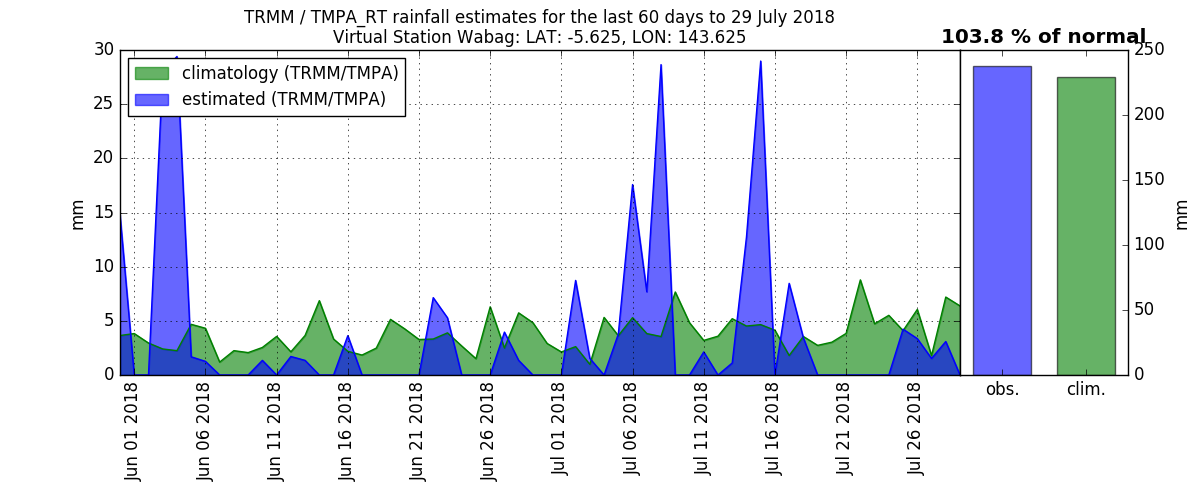 TRMM / TMPA_RT rainfall estimates for the last 60 days to 29 July 2018
Virtual Station Wabag: LAT: -5.625, LON: 143.625
103.8 % of normal
climatology (TRMM/TMPA)
estimated (TRMM/TMPA)
30
25
20
15
10
5
0
mm
250
200
150
100
50
0
mm
obs.
clim.
Jun 01 2018
Jun 06 2018
Jun 11 2018
Jun 16 2018
Jun 21 2018
Jun 26 2018
Jul 01 2018
Jul 06 2018
Jul 11 2018
Jul 16 2018
Jul 21 2018
Jul 26 2018